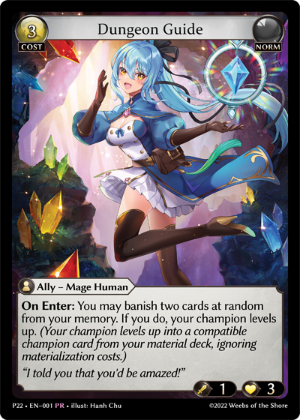 3
COST
Dungeon Guide
NORM
Ally – Mage Human
On Enter: You may banish two cards at random
from your memory. If you do, your champion levels
up. (Your champion levels up into a compatible
champion card from your material deck, ignoring
materialization costs.)
“I told you that you'd be amazed!”
1
3
P22 • EN–001 PR • illust: Hanh Chu
©2022 Weebs of the Shore